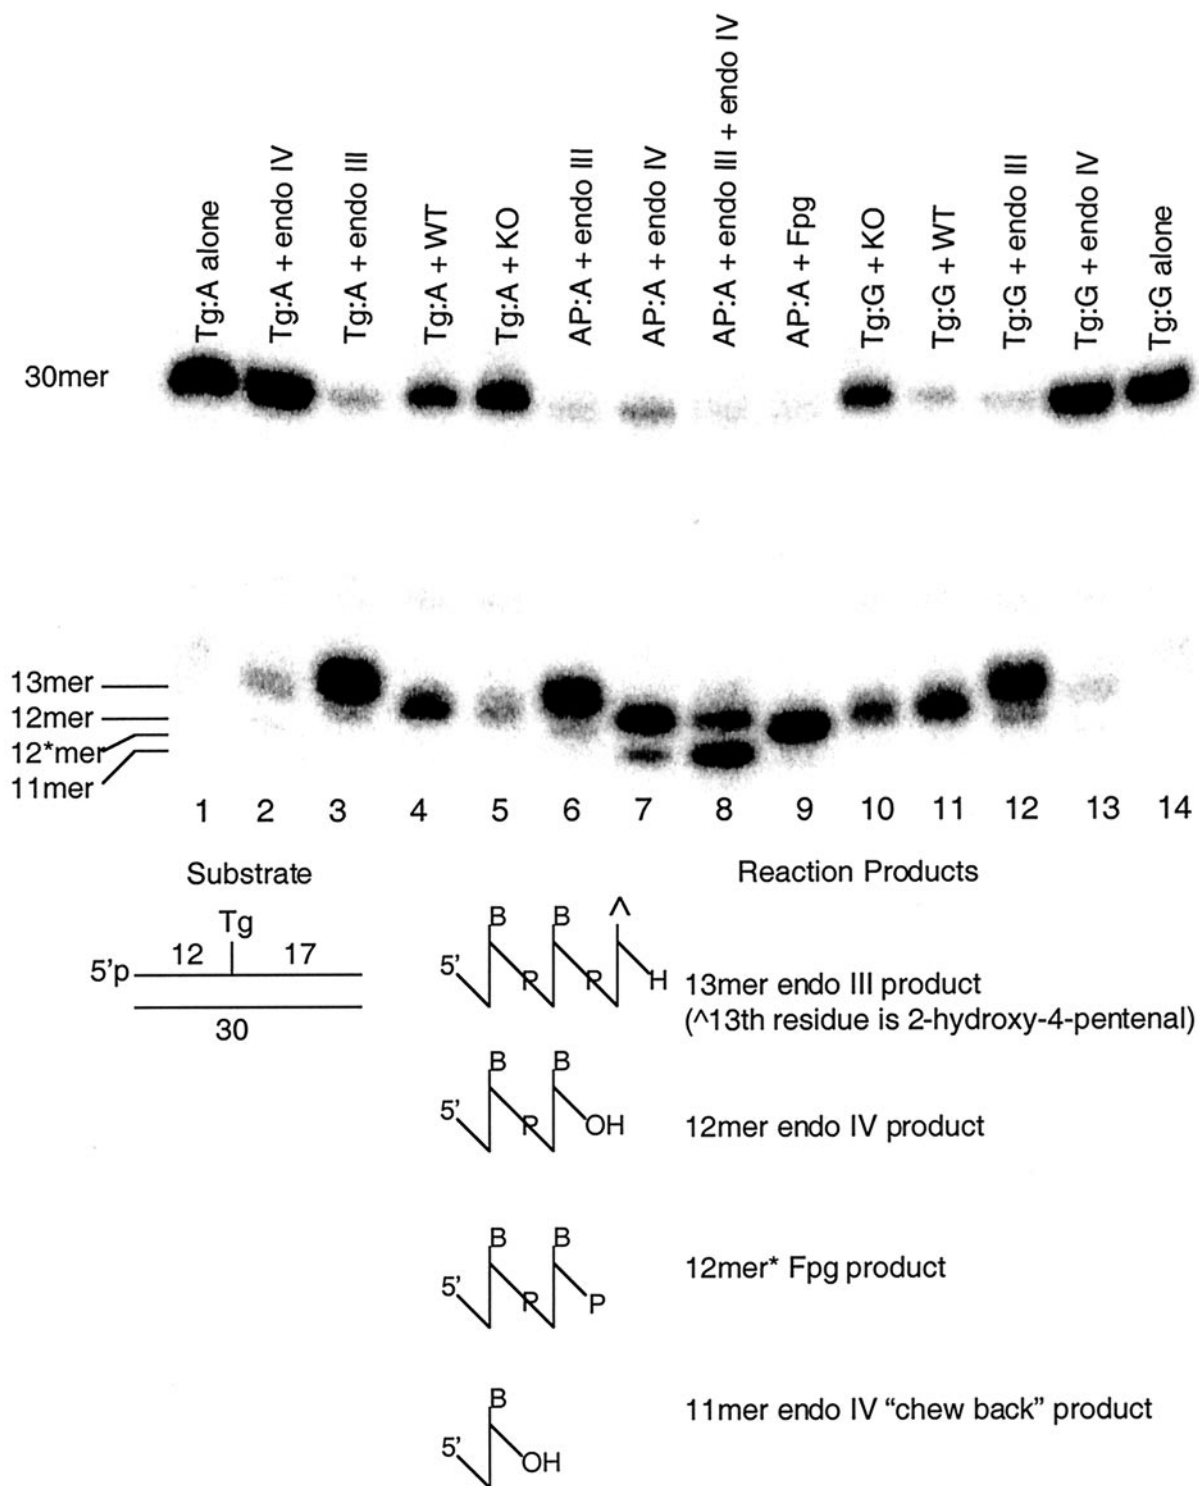 Tg:A alone
Tg:A + endo IV
Tg:A + endo III
Tg:A + WT
Tg:A + KO
AP:A + endo III
AP:A + endo IV
AP:A + endo III + endo IV
AP:A + Fpg
Tg:G + KO
Tg:G + WT
Tg:G + endo III
Tg:G + endo IV
Tg:G alone
30mer
13mer
12mer
12*mer
11mer
1 2 3 4 5 6 7 8 9 10 11 12 13 14
Substrate
Tg
12 17
5'p
30
Reaction Products
B B ^
5' P P H
13mer endo III product
(^13th residue is 2-hydroxy-4-pentenal)
B B
5' P OH
12mer endo IV product
B B
5' P P
12mer* Fpg product
B
5' OH
11mer endo IV “chew back” product